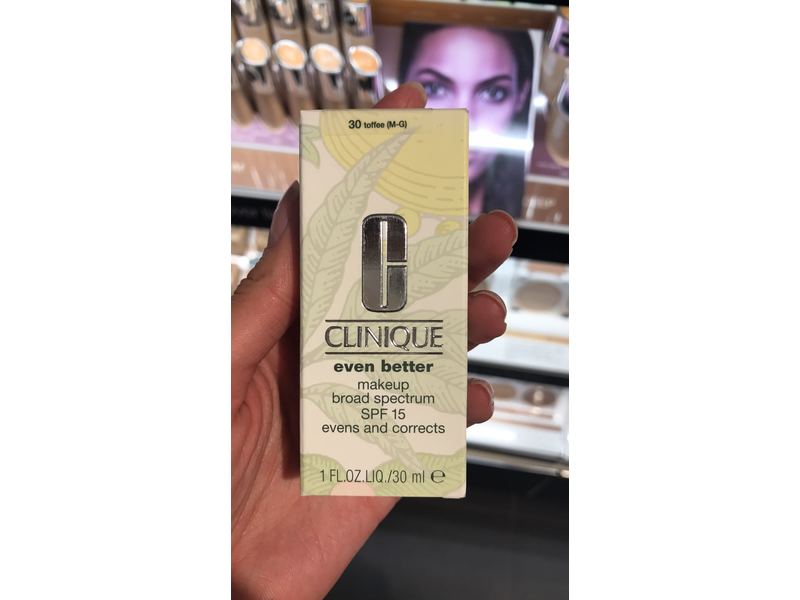 30 toffee (M-G)
CLINIQUE
even better
makeup
broad spectrum
SPF 15
evens and corrects
1 FL.OZ.LIQ./30 ml ℮